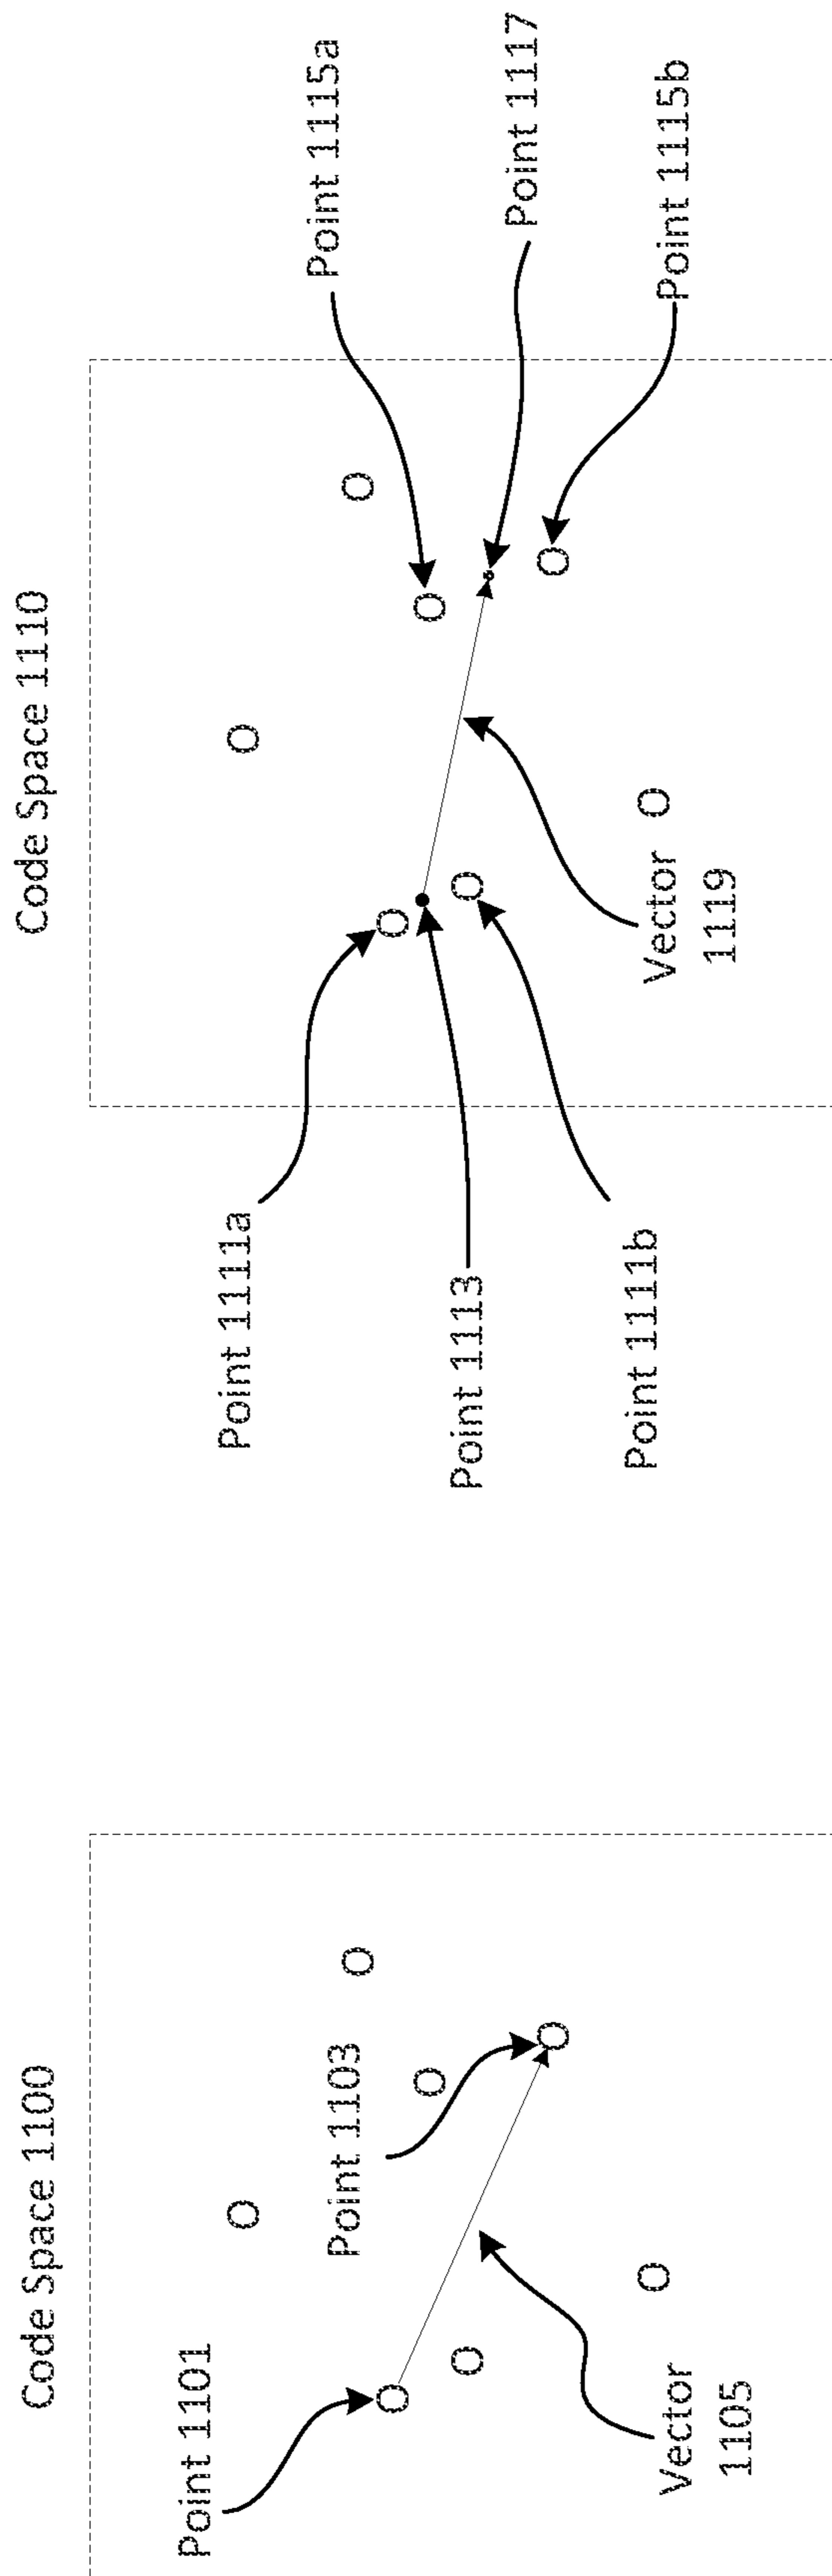 Code Space 1100
Point 1101
Point 1103
Vector
1105
Code Space 1110
Point 1111a
Point 1113
Point 1111b
Vector
1119
Point 1115a
Point 1117
Point 1115b